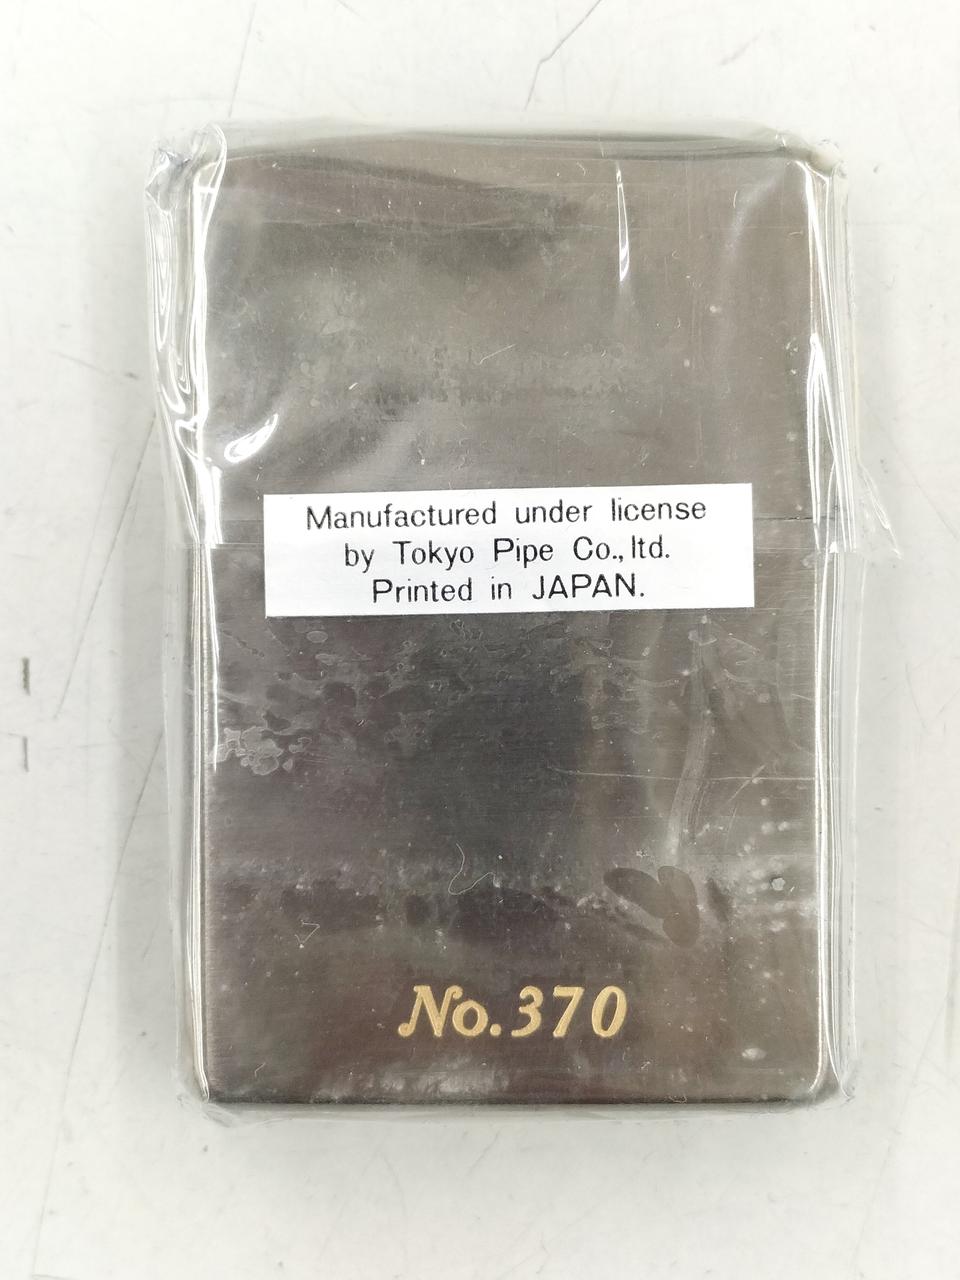 Manufactured under license
by Tokyo Pipe Co., ltd.
Printed in JAPAN.
No.370